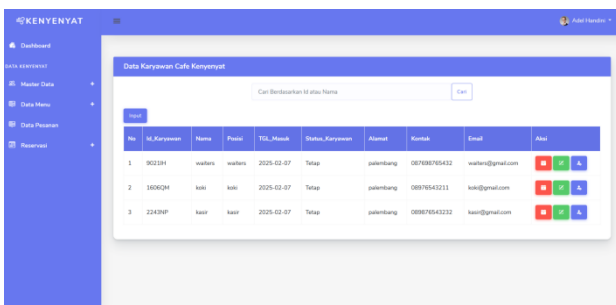 KENYENYAT
Adel Handini
Dashboard
DATA KENYENYAT
Master Data +
Data Menu +
Data Pesanan
Reservasi +
Data Karyawan Cafe Kenyenyat
Cari Berdasarkan Id atau Nama
Cari
Input
No Id_Karyawan Nama Posisi TGL_Masuk Status_Karyawan Alamat Kontak Email Aksi
1 9021IH waiters waiters 2025-02-07 Tetap palembang 087698765432 waiters@gmail.com
2 1606QM koki koki 2025-02-07 Tetap palembang 08976543211 koki@gmail.com
3 2243NP kasir kasir 2025-02-07 Tetap palembang 089876543232 kasir@gmail.com